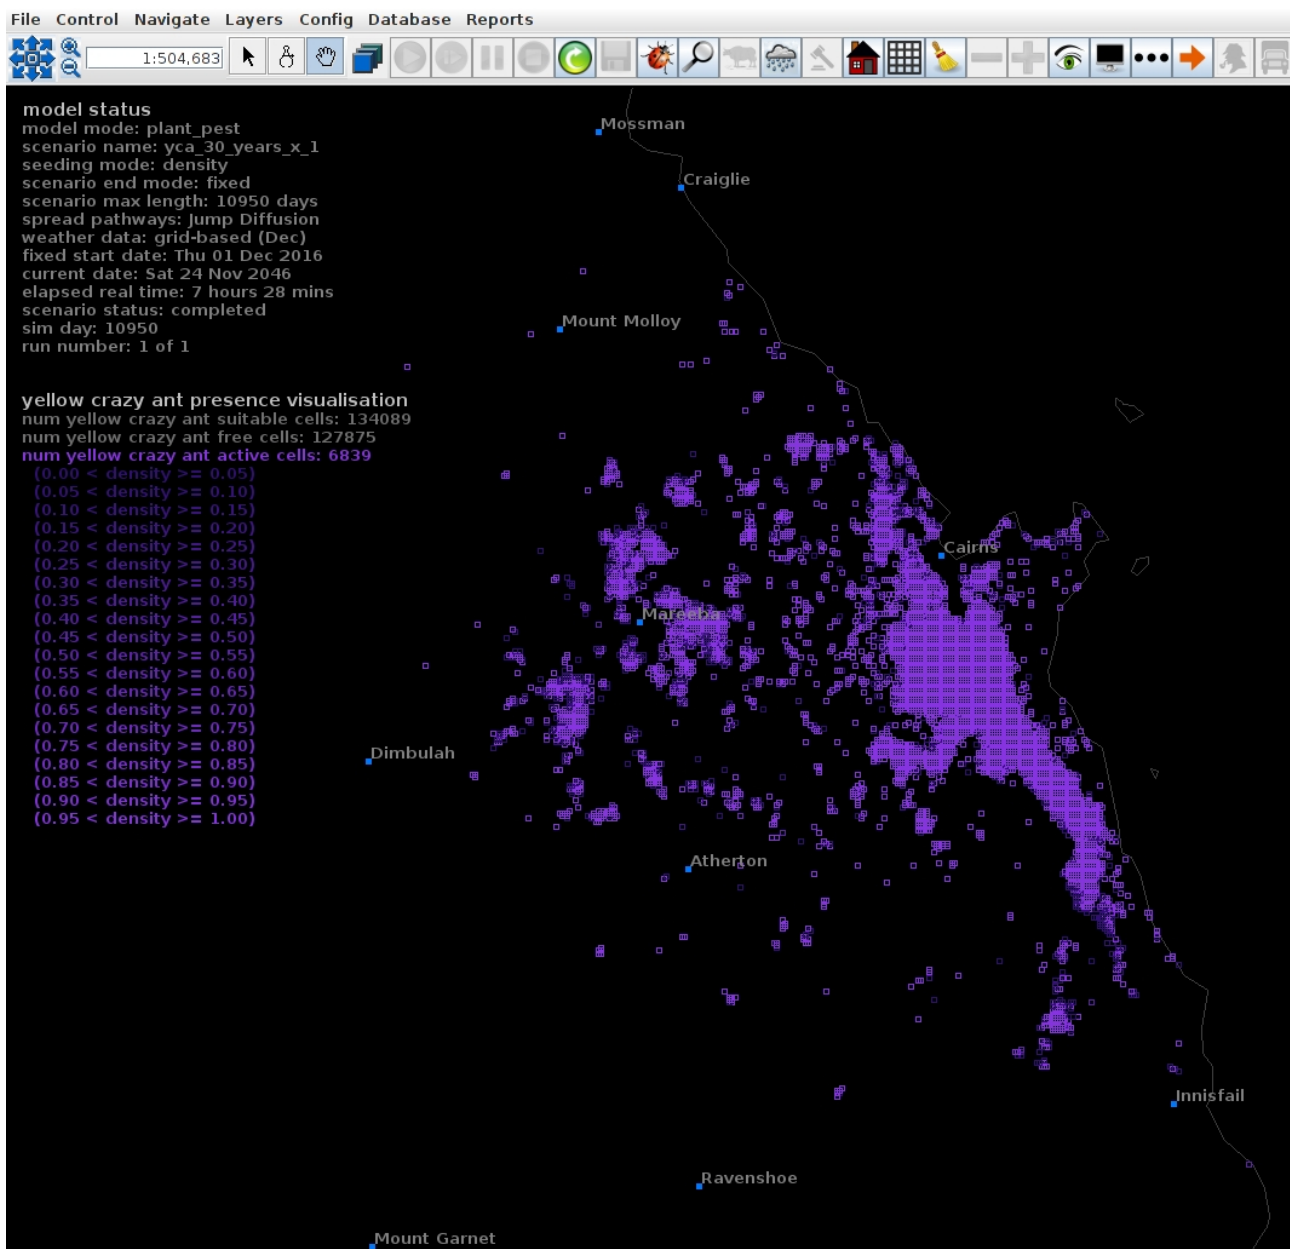 File Control Navigate Layers Config Database Reports
1:504,683
model status
model mode: plant_pest
scenario name: yca_30_years_x_1
seeding mode: density
scenario end mode: fixed
scenario max length: 10950 days
spread pathways: Jump Diffusion
weather data: grid-based (Dec)
fixed start date: Thu 01 Dec 2016
current date: Sat 24 Nov 2046
elapsed real time: 7 hours 28 mins
scenario status: completed
sim day: 10950
run number: 1 of 1
yellow crazy ant presence visualisation
num yellow crazy ant suitable cells: 134089
num yellow crazy ant free cells: 127875
num yellow crazy ant active cells: 6839
(0.00 < density >= 0.05)
(0.05 < density >= 0.10)
(0.10 < density >= 0.15)
(0.15 < density >= 0.20)
(0.20 < density >= 0.25)
(0.25 < density >= 0.30)
(0.30 < density >= 0.35)
(0.35 < density >= 0.40)
(0.40 < density >= 0.45)
(0.45 < density >= 0.50)
(0.50 < density >= 0.55)
(0.55 < density >= 0.60)
(0.60 < density >= 0.65)
(0.65 < density >= 0.70)
(0.70 < density >= 0.75)
(0.75 < density >= 0.80)
(0.80 < density >= 0.85)
(0.85 < density >= 0.90)
(0.90 < density >= 0.95)
(0.95 < density >= 1.00)
Mossman
Craiglie
Mount Molloy
Cairns
Mareeba
Dimbulah
Atherton
Innisfail
Ravenshoe
Mount Garnet